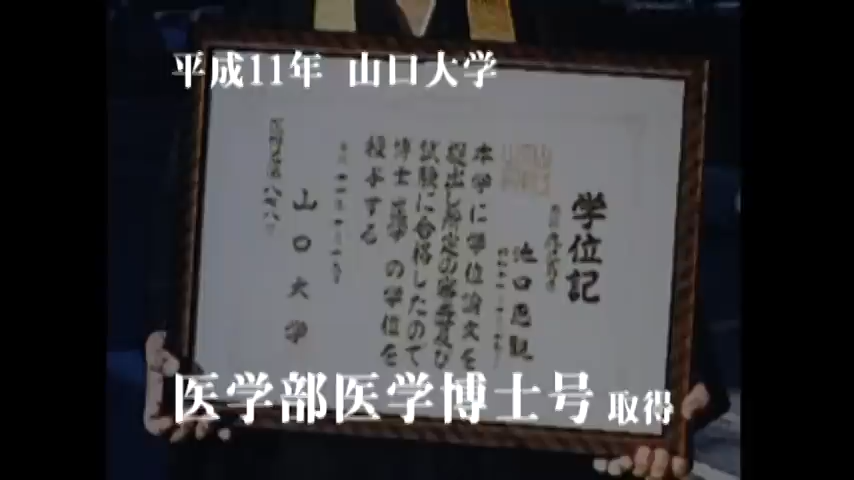 平成11年 山口大学
学位記
池口恵観
本学に学位論文を
提出し所定の審査及び
試験に合格したので
博士（医学）の学位を
授与する
山口大学
医学部医学博士号 取得